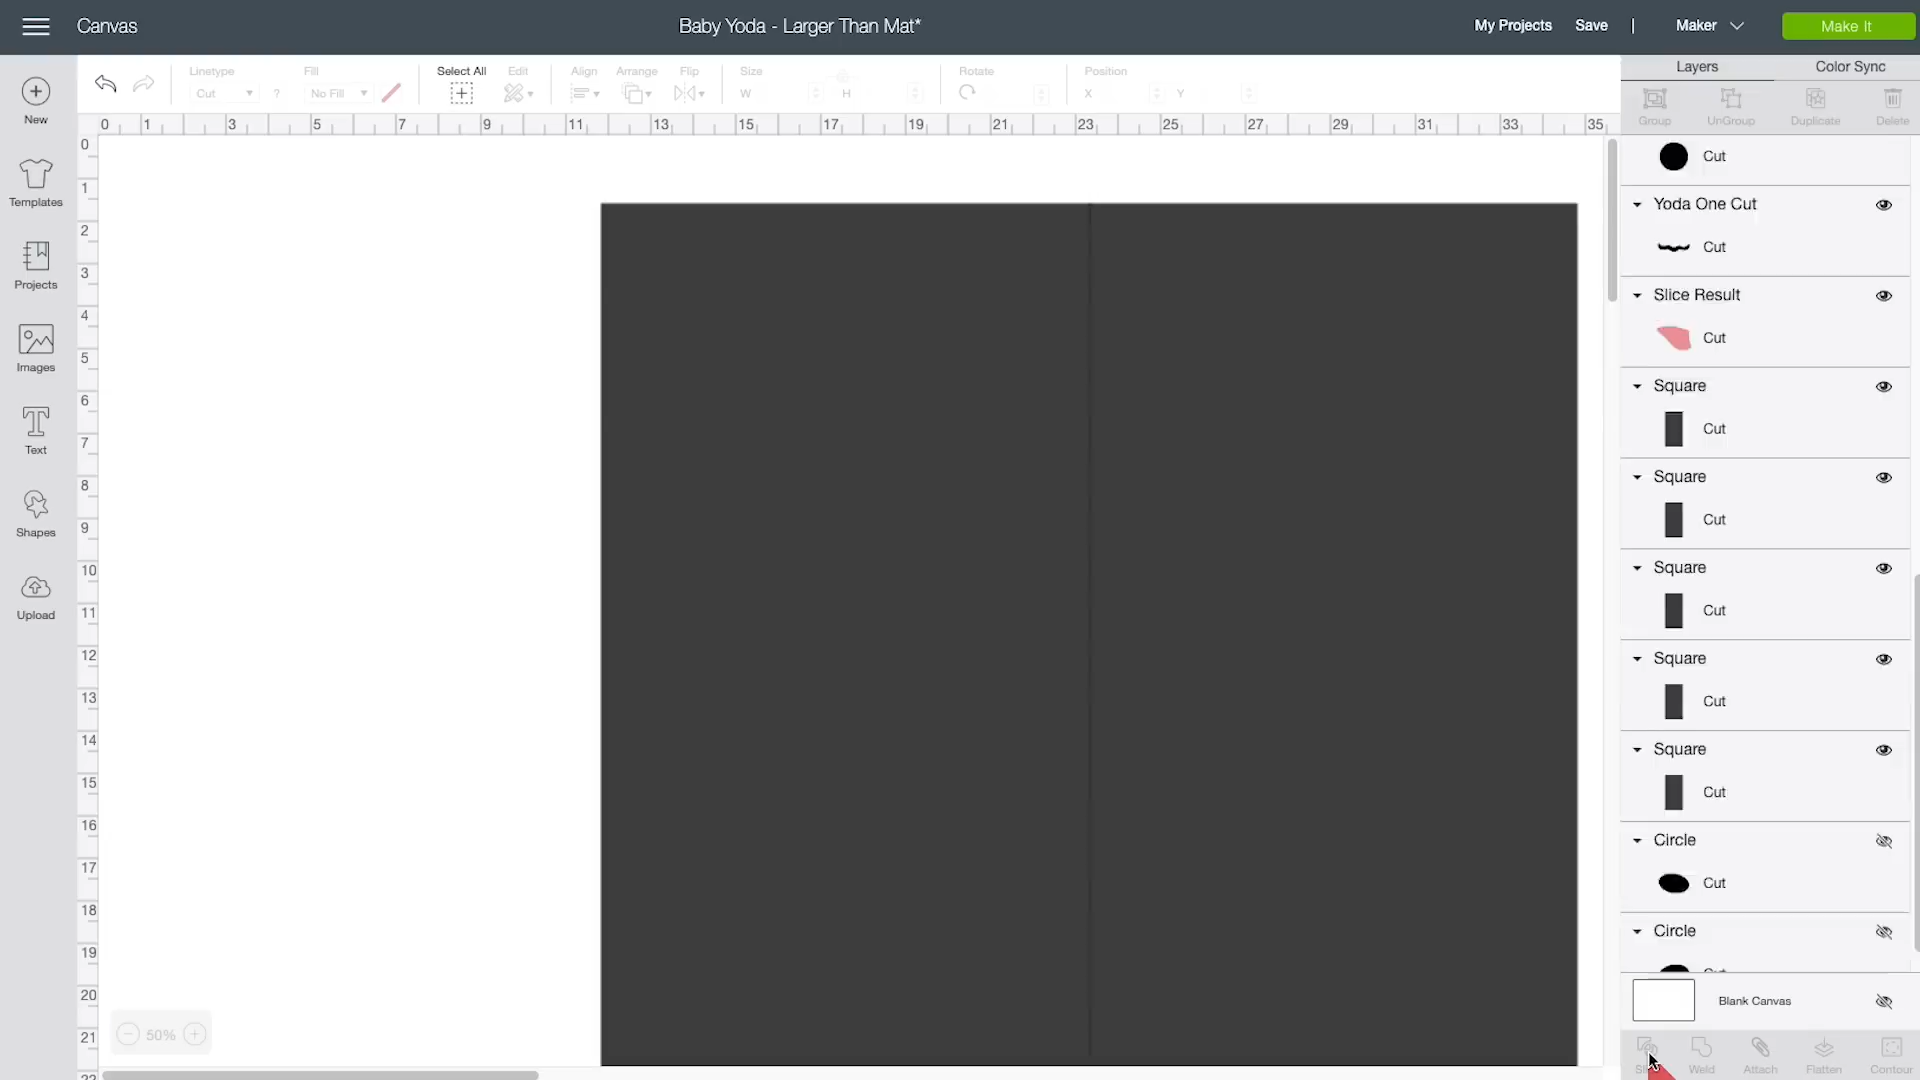 Canvas
Baby Yoda - Larger Than Mat*
My Projects Save | Maker Make It
Linetype Fill Select All Edit Align Arrange Flip Size Rotate Position
Cut ? No Fill W H X Y
Layers Color Sync
Group UnGroup Duplicate Delete
0 1 3 5 7 9 11 13 15 17 19 21 23 25 27 29 31 33 35
0
1
2
3
4
5
6
7
8
9
10
11
12
13
14
15
16
17
18
19
20
21
22
New
Templates
Projects
Images
Text
Shapes
Upload
50%
Cut
Yoda One Cut
Cut
Slice Result
Cut
Square
Cut
Square
Cut
Square
Cut
Square
Cut
Square
Cut
Circle
Cut
Circle
Blank Canvas
Weld Attach Flatten Contour